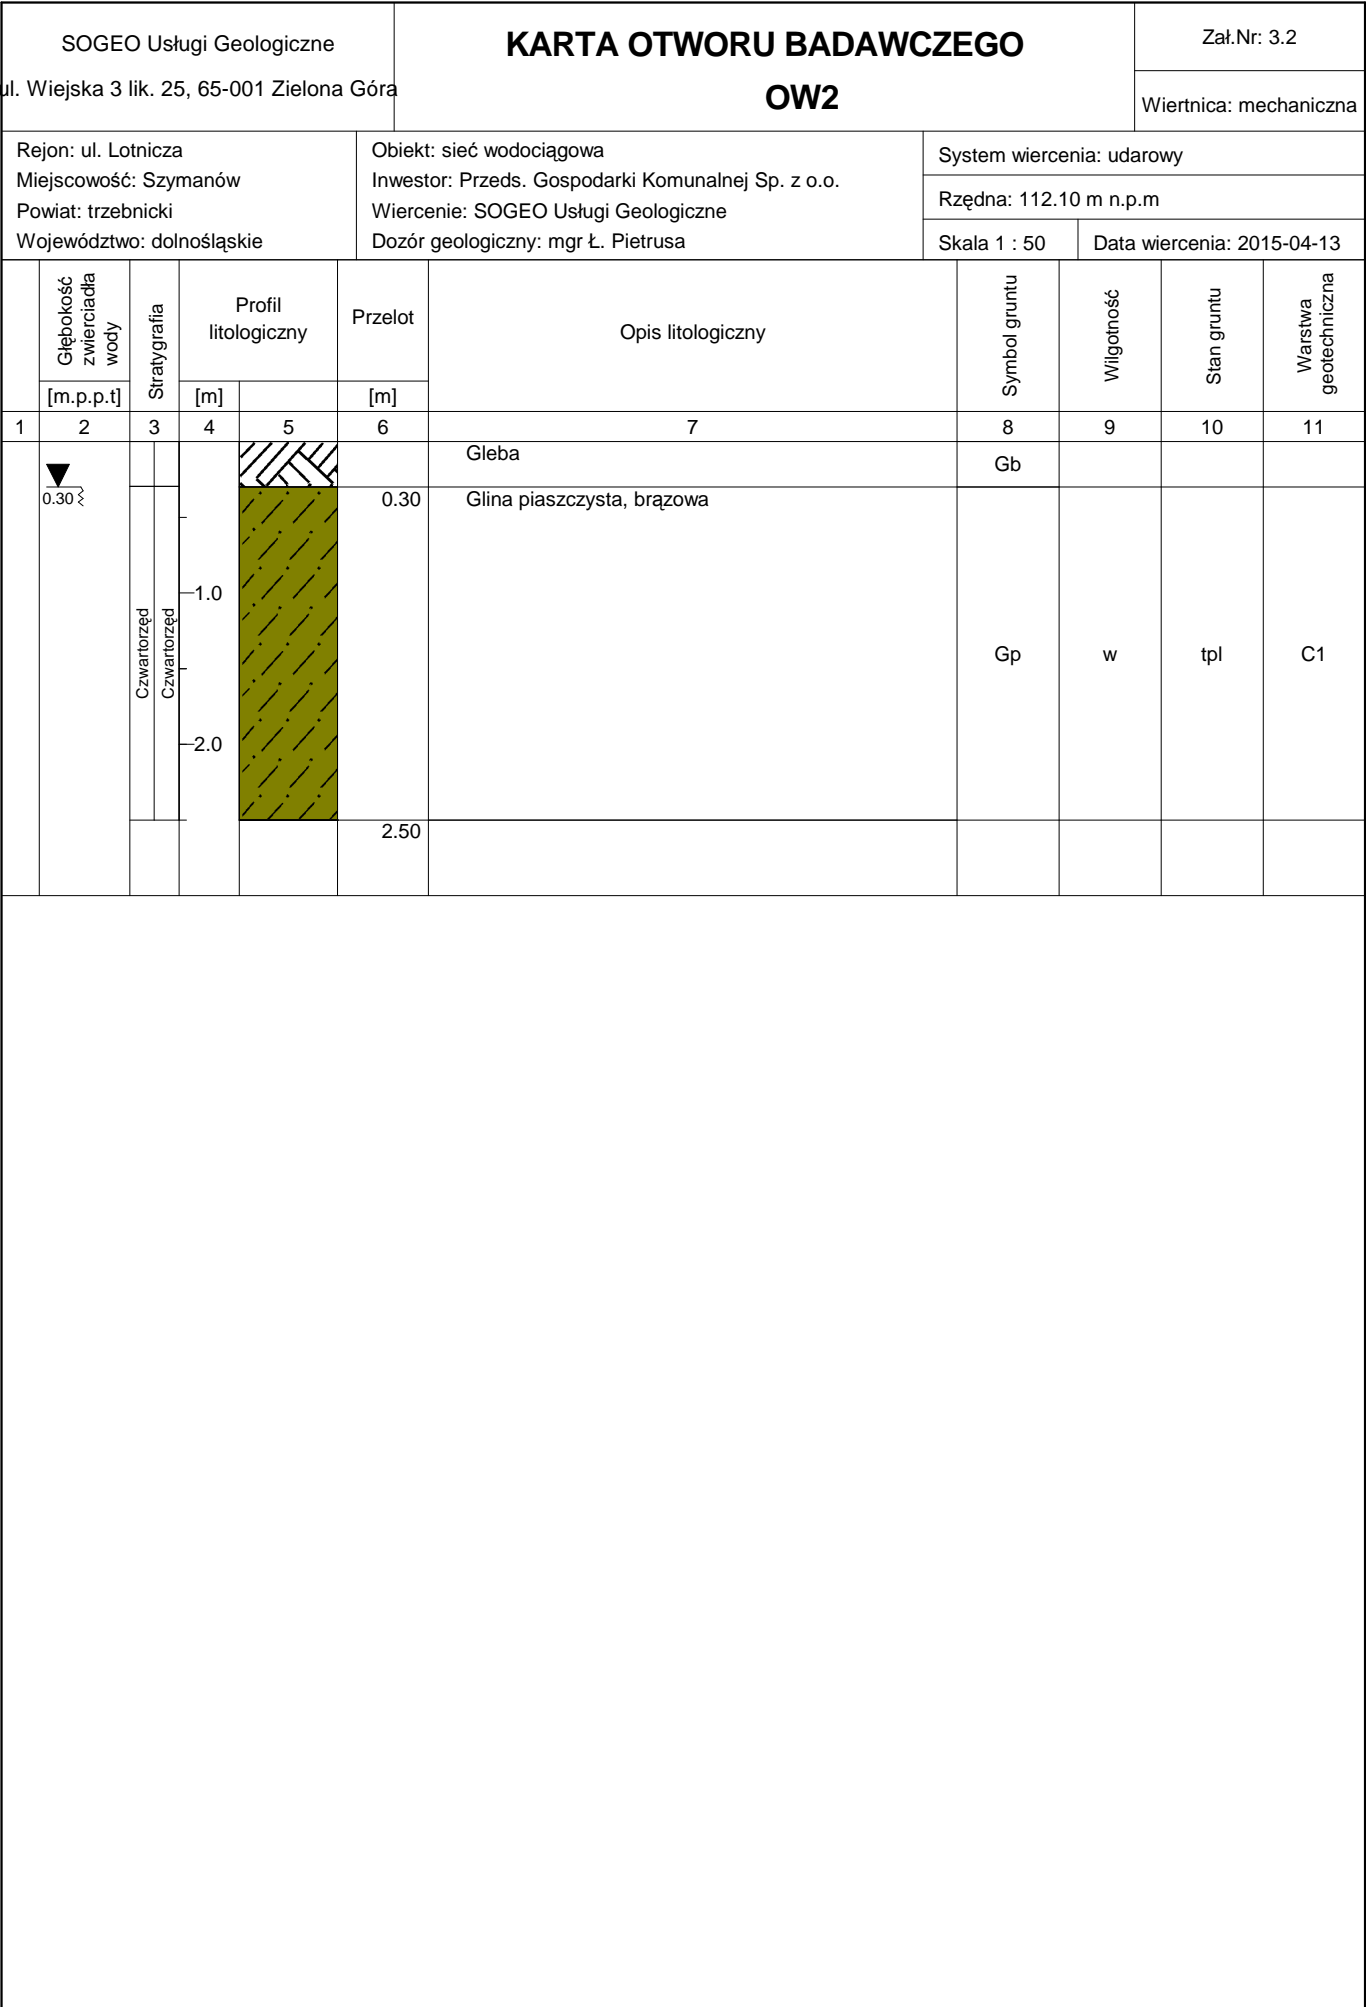 SOGEO Usługi Geologiczne
ul. Wiejska 3 lik. 25, 65-001 Zielona Góra
KARTA OTWORU BADAWCZEGO
OW2
Zał.Nr: 3.2
Wiertnica: mechaniczna
Rejon: ul. Lotnicza
Miejscowość: Szymanów
Powiat: trzebnicki
Województwo: dolnośląskie
Obiekt: sieć wodociągowa
Inwestor: Przeds. Gospodarki Komunalnej Sp. z o.o.
Wiercenie: SOGEO Usługi Geologiczne
Dozór geologiczny: mgr Ł. Pietrusa
System wiercenia: udarowy
Rzędna: 112.10 m n.p.m
Skala 1 : 50
Data wiercenia: 2015-04-13
Głębokość
zwierciadła
wody
[m.p.p.t]
Stratygrafia
Profil
litologiczny
[m]
Przelot
[m]
Opis litologiczny
Symbol gruntu
Wilgotność
Stan gruntu
Warstwa
geotechniczna
1 2 3 4 5 6 7 8 9 10 11
Gleba
Gb
0.30
0.30
Glina piaszczysta, brązowa
1.0
Czwartorzęd
Czwartorzęd
Gp w tpl C1
2.0
2.50